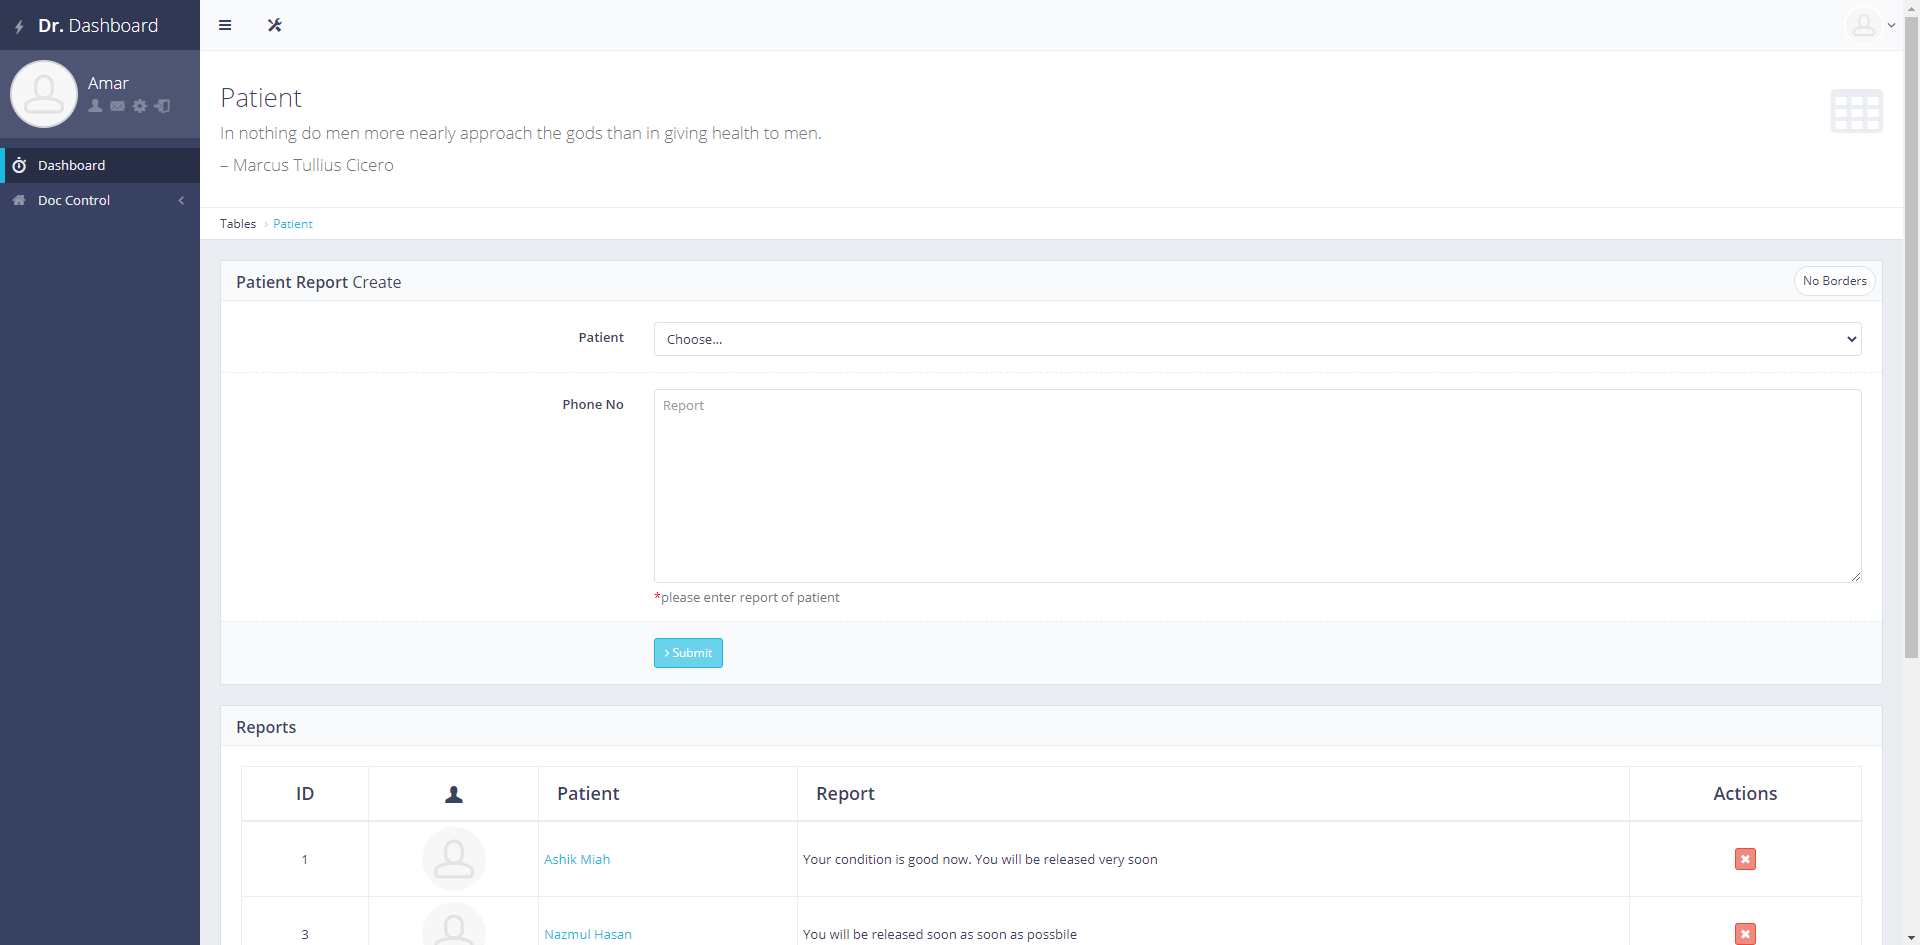 Dr. Dashboard
Amar
Dashboard
Doc Control
Patient
In nothing do men more nearly approach the gods than in giving health to men.
– Marcus Tullius Cicero
Tables › Patient
Patient Report Create
No Borders
Patient
Choose...
Phone No
Report
*please enter report of patient
› Submit
Reports
ID Patient Report Actions
1 Ashik Miah Your condition is good now. You will be released very soon
3 Nazmul Hasan You will be released soon as soon as possbile